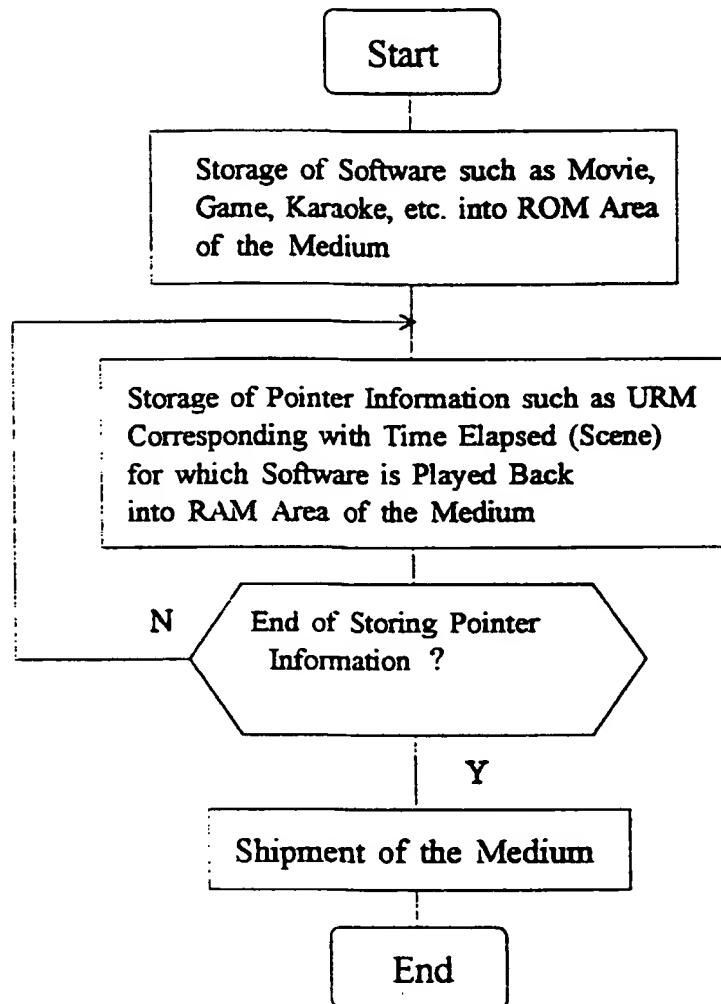 Start
Storage of Software such as Movie,
Game, Karaoke, etc. into ROM Area
of the Medium
Storage of Pointer Information such as URM
Corresponding with Time Elapsed (Scene)
for which Software is Played Back
into RAM Area of the Medium
N
End of Storing Pointer
Information ?
Y
Shipment of the Medium
End